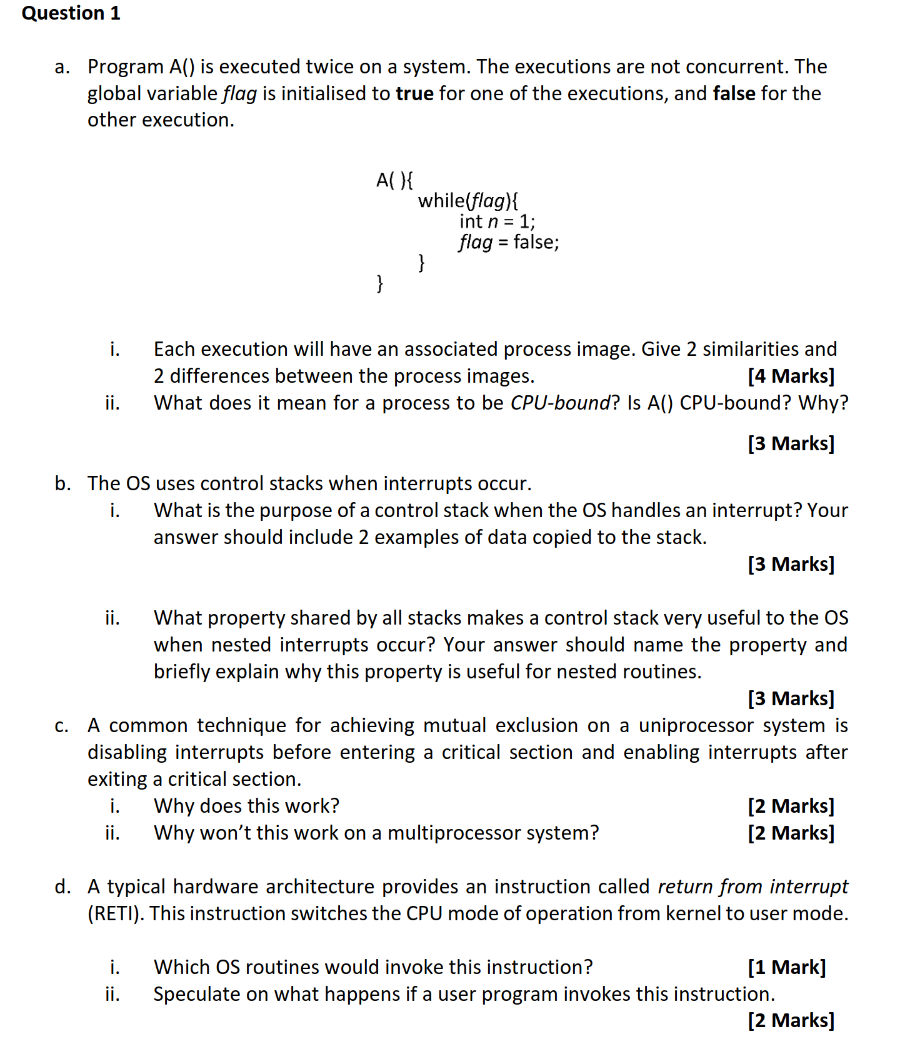 Question 1
a. Program A() is executed twice on a system. The executions are not concurrent. The
global variable flag is initialised to true for one of the executions, and false for the
other execution.
A( ){
while(flag){
int n = 1;
flag = false;
}
}
i. Each execution will have an associated process image. Give 2 similarities and
2 differences between the process images. [4 Marks]
ii. What does it mean for a process to be CPU-bound? Is A() CPU-bound? Why?
[3 Marks]
b. The OS uses control stacks when interrupts occur.
i. What is the purpose of a control stack when the OS handles an interrupt? Your
answer should include 2 examples of data copied to the stack.
[3 Marks]
ii. What property shared by all stacks makes a control stack very useful to the OS
when nested interrupts occur? Your answer should name the property and
briefly explain why this property is useful for nested routines.
[3 Marks]
c. A common technique for achieving mutual exclusion on a uniprocessor system is
disabling interrupts before entering a critical section and enabling interrupts after
exiting a critical section.
i. Why does this work? [2 Marks]
ii. Why won't this work on a multiprocessor system? [2 Marks]
d. A typical hardware architecture provides an instruction called return from interrupt
(RETI). This instruction switches the CPU mode of operation from kernel to user mode.
i. Which OS routines would invoke this instruction? [1 Mark]
ii. Speculate on what happens if a user program invokes this instruction.
[2 Marks]